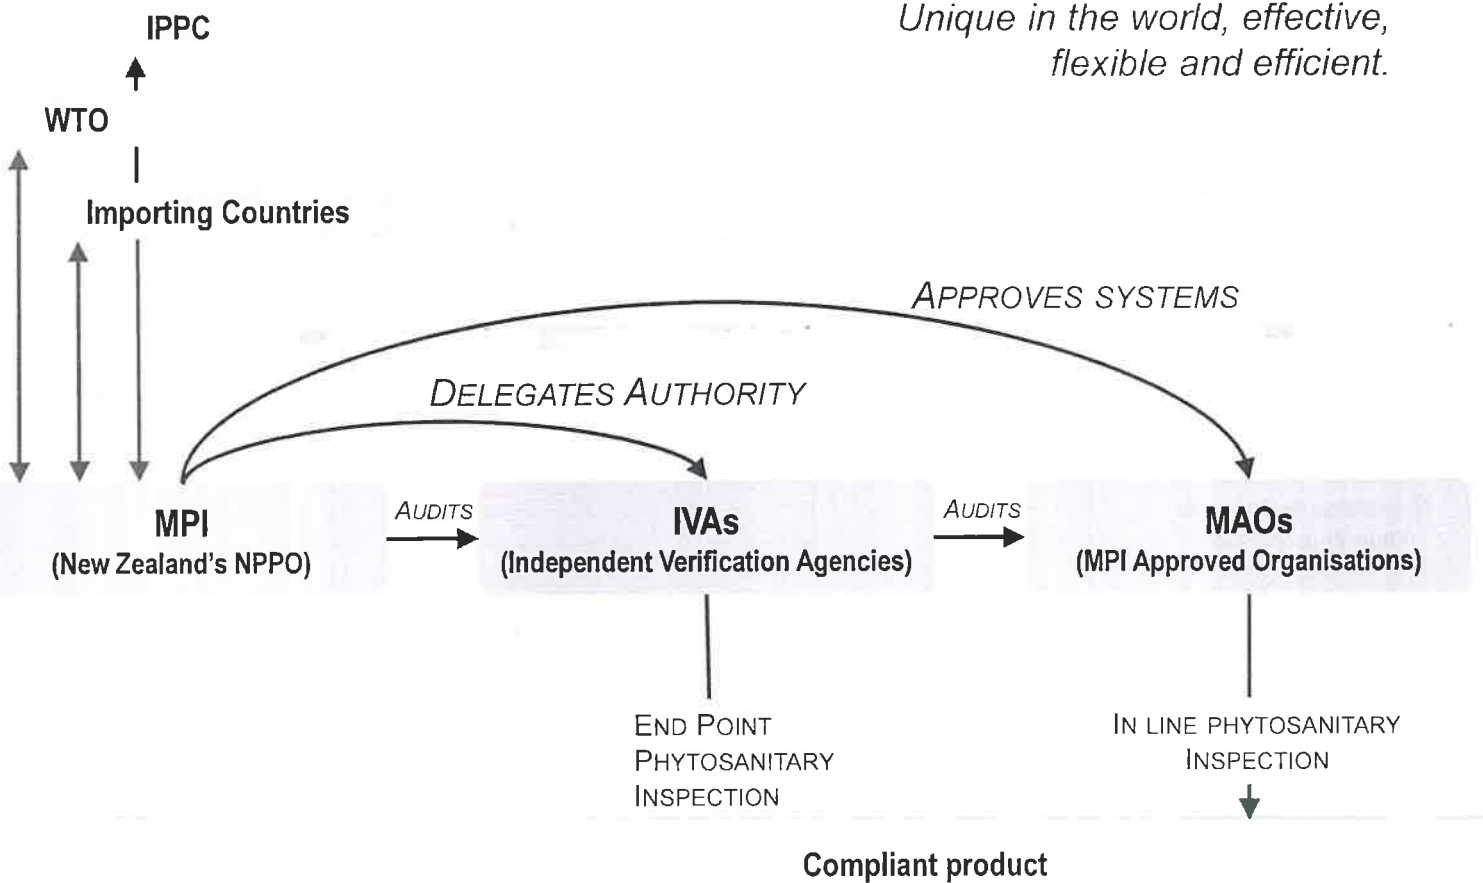 IPPC
Unique in the world, effective,
flexible and efficient.
WTO
Importing Countries
APPROVES SYSTEMS
DELEGATES AUTHORITY
MPI
(New Zealand's NPPO)
AUDITS
IVAs
(Independent Verification Agencies)
AUDITS
MAOs
(MPI Approved Organisations)
END POINT
PHYTOSANITARY
INSPECTION
IN LINE PHYTOSANITARY
INSPECTION
Compliant product